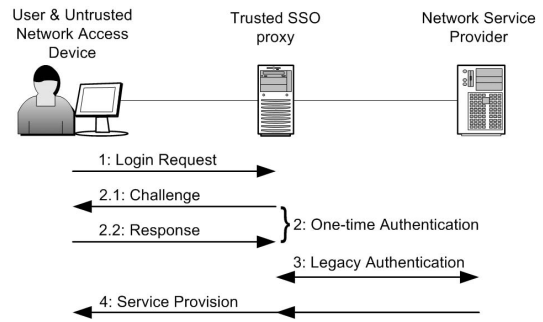 User & Untrusted
Network Access
Device
Trusted SSO
proxy
Network Service
Provider
1: Login Request
2.1: Challenge
2: One-time Authentication
2.2: Response
3: Legacy Authentication
4: Service Provision